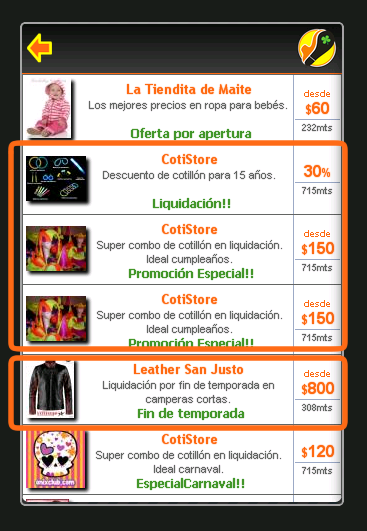 La Tiendita de Maite
Los mejores precios en ropa para bebés.
Oferta por apertura
desde
$60
232mts
CotiStore
Descuento de cotillón para 15 años.
Liquidación!!
30%
715mts
CotiStore
Super combo de cotillón en liquidación.
Ideal cumpleaños.
Promoción Especial!!
desde
$150
715mts
CotiStore
Super combo de cotillón en liquidación.
Ideal cumpleaños.
Promoción Especial!!
desde
$150
715mts
Leather San Justo
Liquidación por fin de temporada en
camperas cortas.
Fin de temporada
desde
$800
308mts
CotiStore
Super combo de cotillón en liquidación.
Ideal carnaval.
EspecialCarnaval!!
$120
715mts
onixclub.com